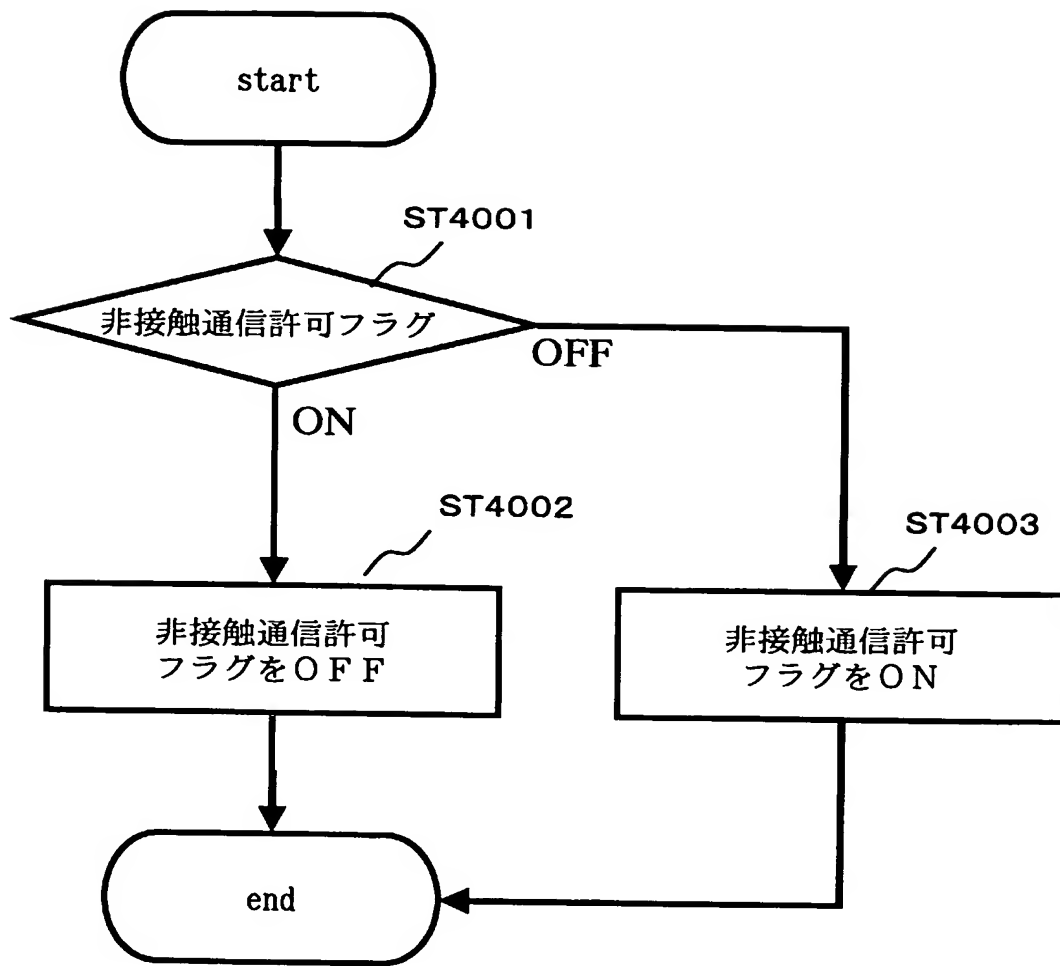 start
ST4001
非接触通信許可フラグ
OFF
ON
ST4002
ST4003
非接触通信許可
フラグをＯＦＦ
非接触通信許可
フラグをＯＮ
end